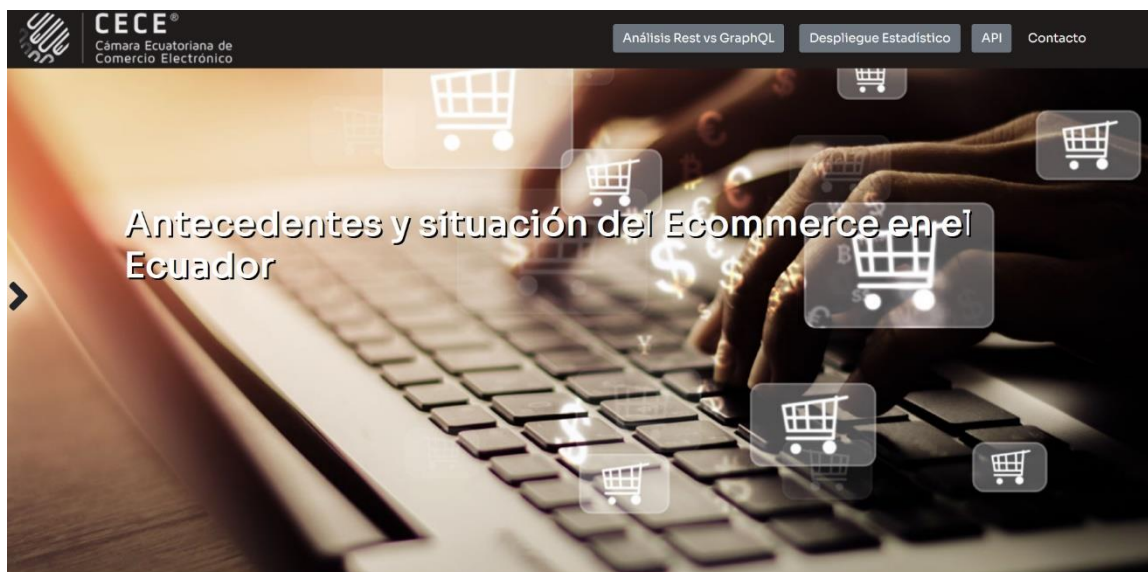 CECE®
Cámara Ecuatoriana de
Comercio Electrónico
Análisis Rest vs GraphQL
Despliegue Estadístico
API
Contacto
Antecedentes y situación del Ecommerce en el
Ecuador